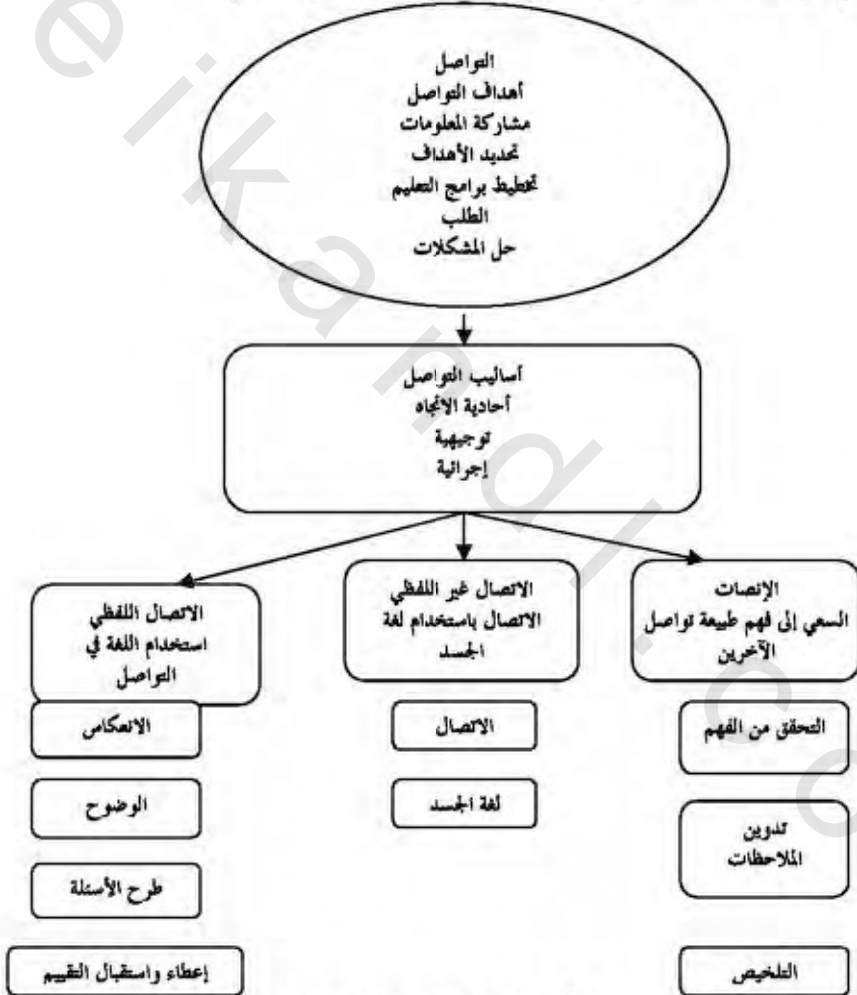 التواصل
أهداف التواصل
مشاركة المعلومات
تحديد الأهداف
تخطيط برامج التعليم
الطلب
حل المشكلات
أساليب التواصل
أحادية الاتجاه
توجيهية
إجرائية
الإنصات
السعي إلى فهم طبيعة تواصل
الآخرين
التحقق من الفهم
تدوين
الملاحظات
التلخيص
الاتصال غير اللفظي
الاتصال باستخدام لغة
الجسد
الاتصال
لغة الجسد
الاتصال اللفظي
استخدام اللغة في
التواصل
الانعكاس
الوضوح
طرح الأسئلة
إعطاء واستقبال التقييم
eikandl.co